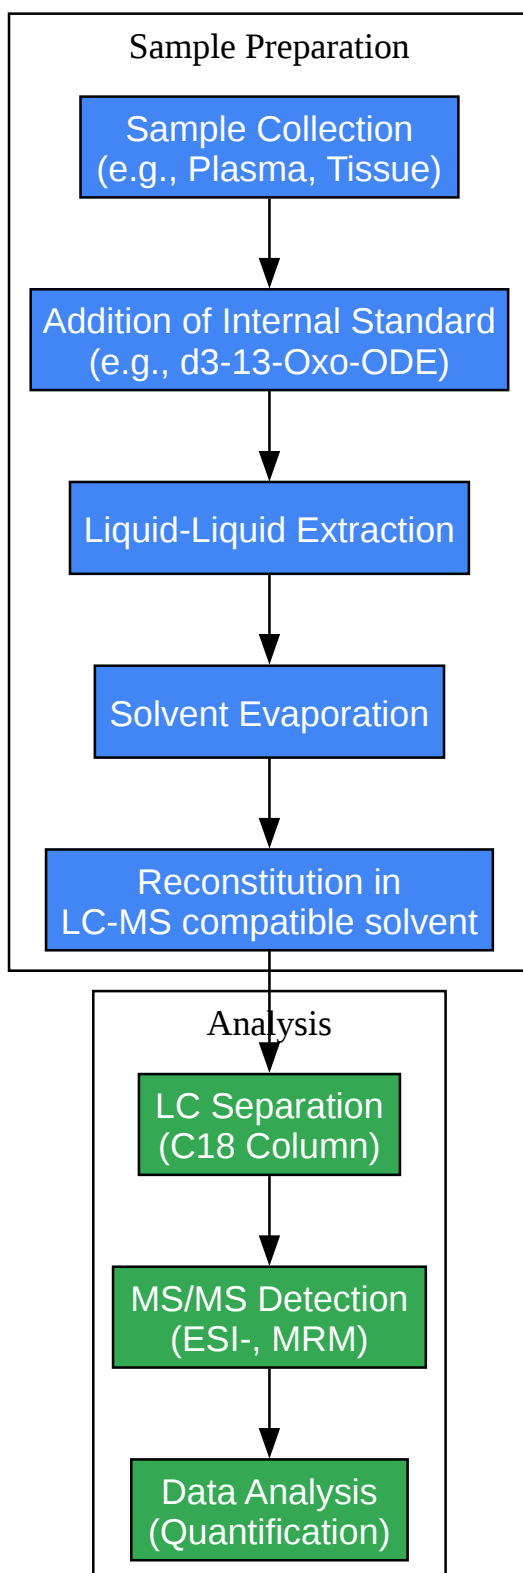 Sample Preparation
Sample Collection
(e.g., Plasma, Tissue)
Addition of Internal Standard
(e.g., d3-13-Oxo-ODE)
Liquid-Liquid Extraction
Solvent Evaporation
Reconstitution in
LC-MS compatible solvent
Analysis
LC Separation
(C18 Column)
MS/MS Detection
(ESI-, MRM)
Data Analysis
(Quantification)